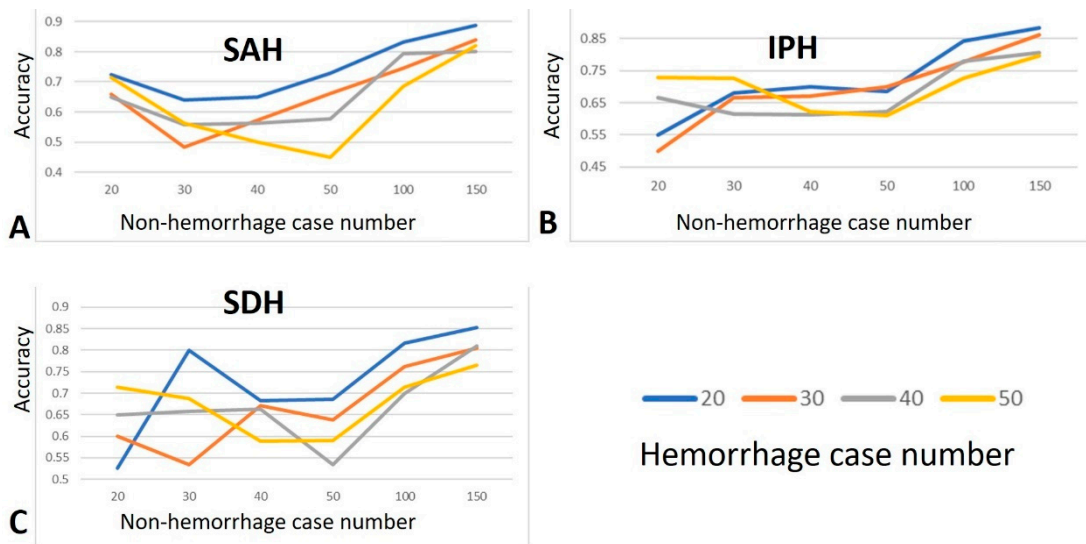 SAH
Accuracy
0.9
0.8
0.7
0.6
0.5
0.4
20 30 40 50 100 150
Non-hemorrhage case number
A
IPH
Accuracy
0.85
0.75
0.65
0.55
0.45
20 30 40 50 100 150
Non-hemorrhage case number
B
SDH
Accuracy
0.9
0.85
0.8
0.75
0.7
0.65
0.6
0.55
0.5
20 30 40 50 100 150
Non-hemorrhage case number
C
20 30 40 50
Hemorrhage case number